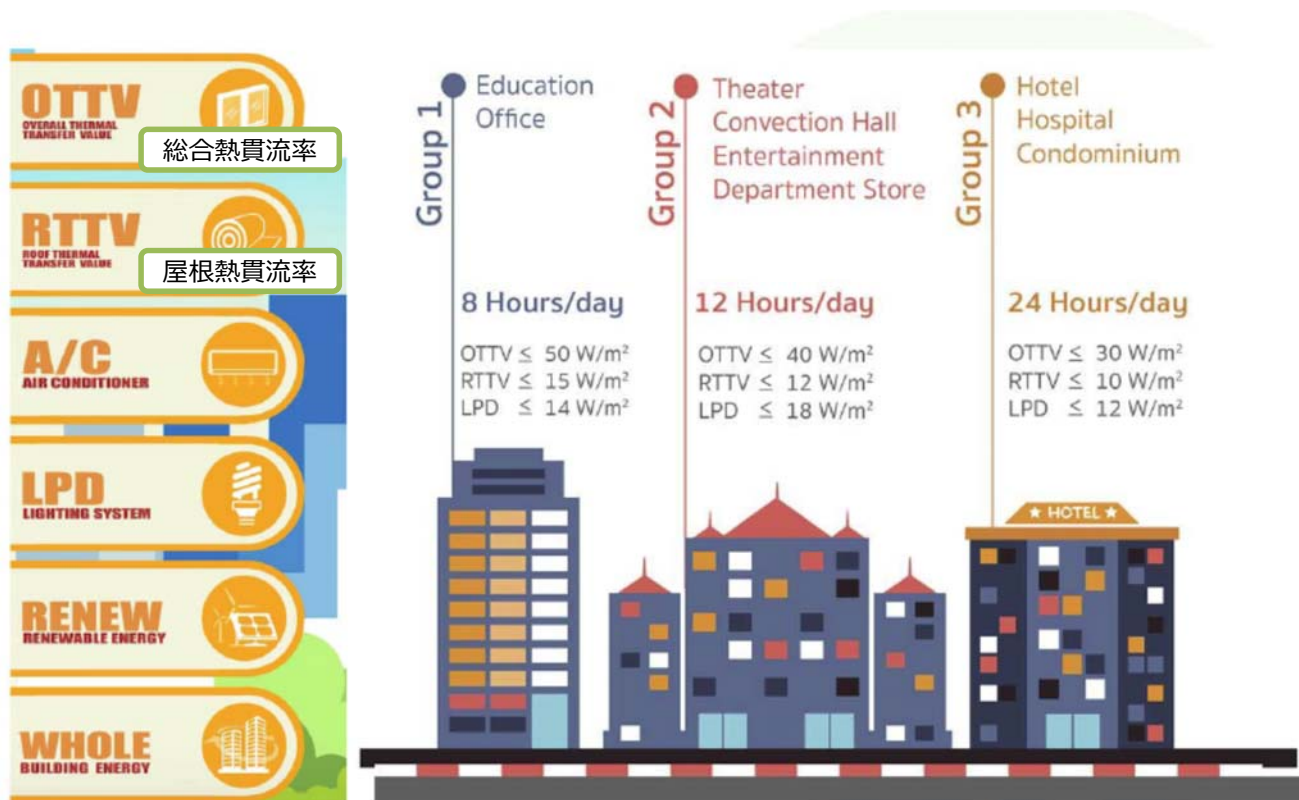 OTTV
OVERALL THERMAL
TRANSFER VALUE
総合熱貫流率
RTTV
ROOF THERMAL
TRANSFER VALUE
屋根熱貫流率
A/C
AIR CONDITIONER
LPD
LIGHTING SYSTEM
RENEW
RENEWABLE ENERGY
WHOLE
BUILDING ENERGY
Group 1
Education
Office
8 Hours/day
OTTV ≤ 50 W/m²
RTTV ≤ 15 W/m²
LPD ≤ 14 W/m²
Group 2
Theater
Convection Hall
Entertainment
Department Store
12 Hours/day
OTTV ≤ 40 W/m²
RTTV ≤ 12 W/m²
LPD ≤ 18 W/m²
Group 3
Hotel
Hospital
Condominium
24 Hours/day
OTTV ≤ 30 W/m²
RTTV ≤ 10 W/m²
LPD ≤ 12 W/m²
★ HOTEL ★